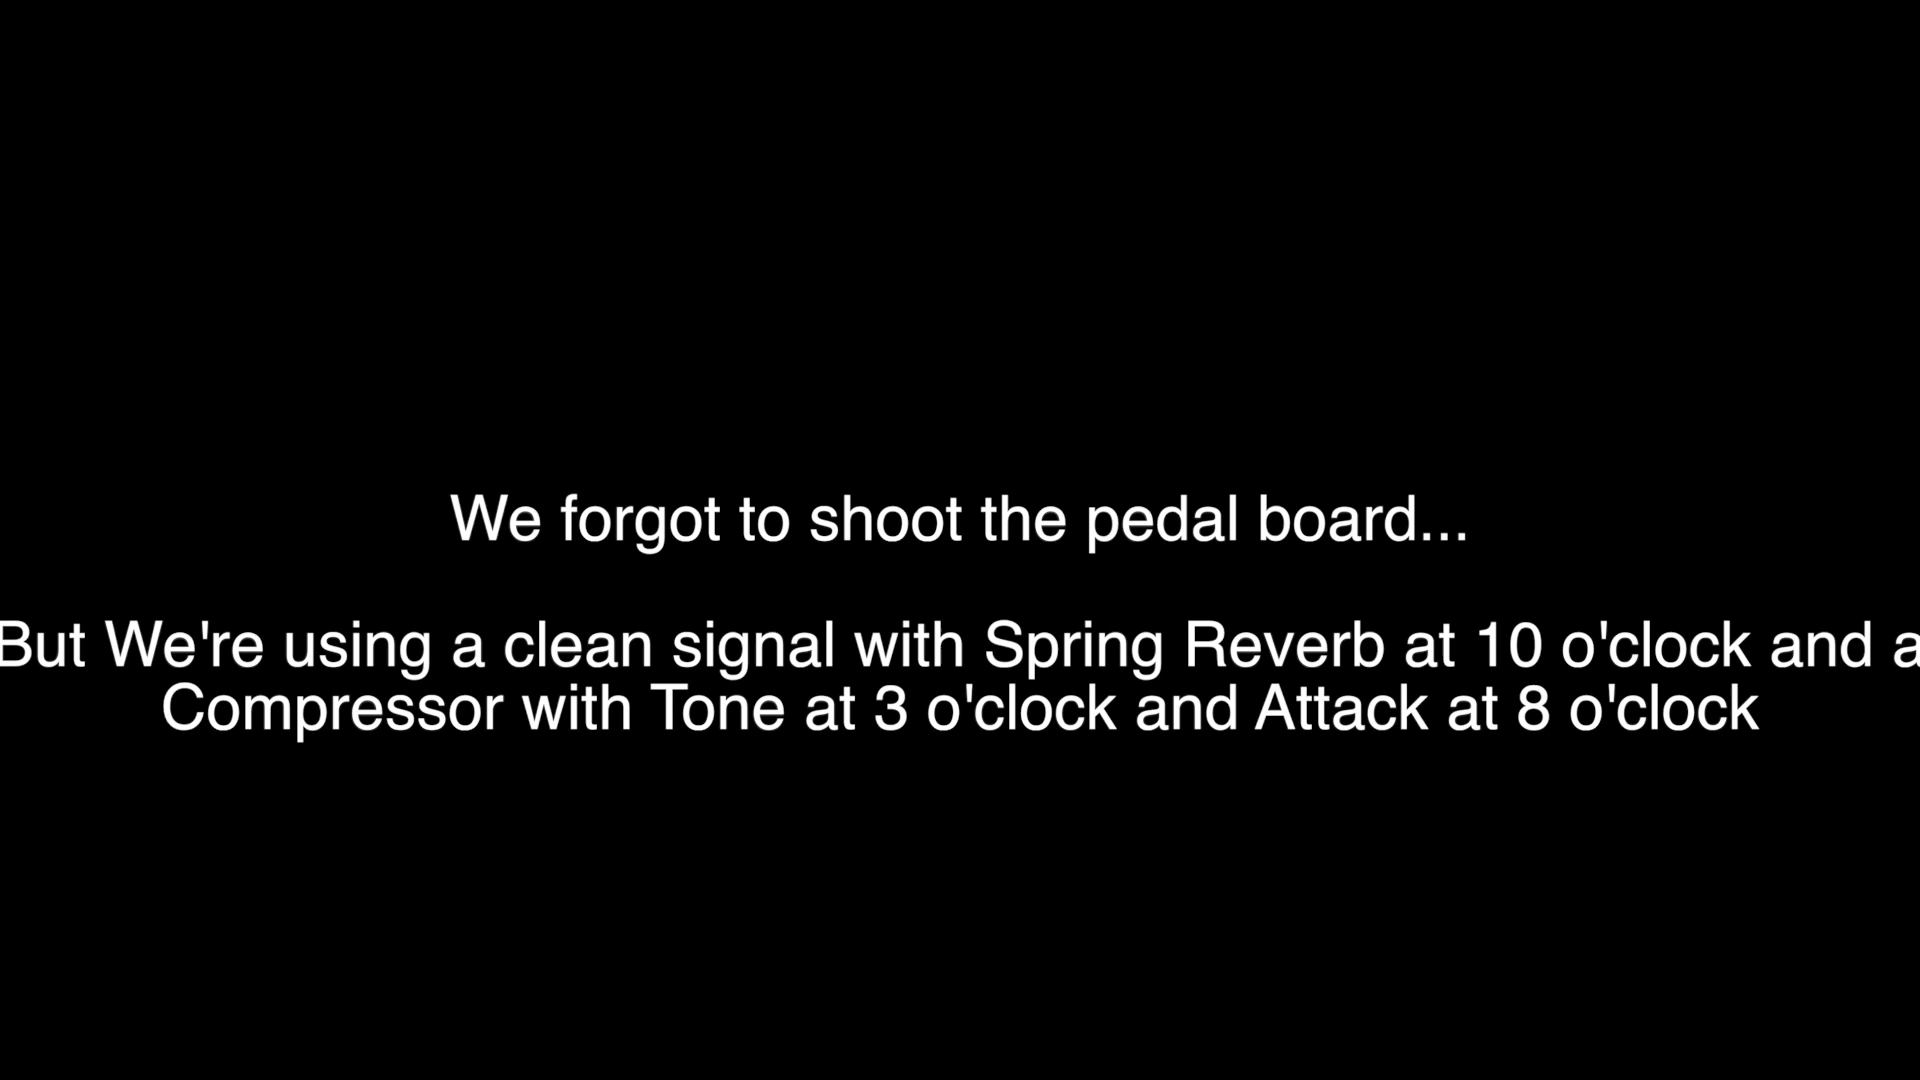 We forgot to shoot the pedal board...
But We're using a clean signal with Spring Reverb at 10 o'clock and a
Compressor with Tone at 3 o'clock and Attack at 8 o'clock